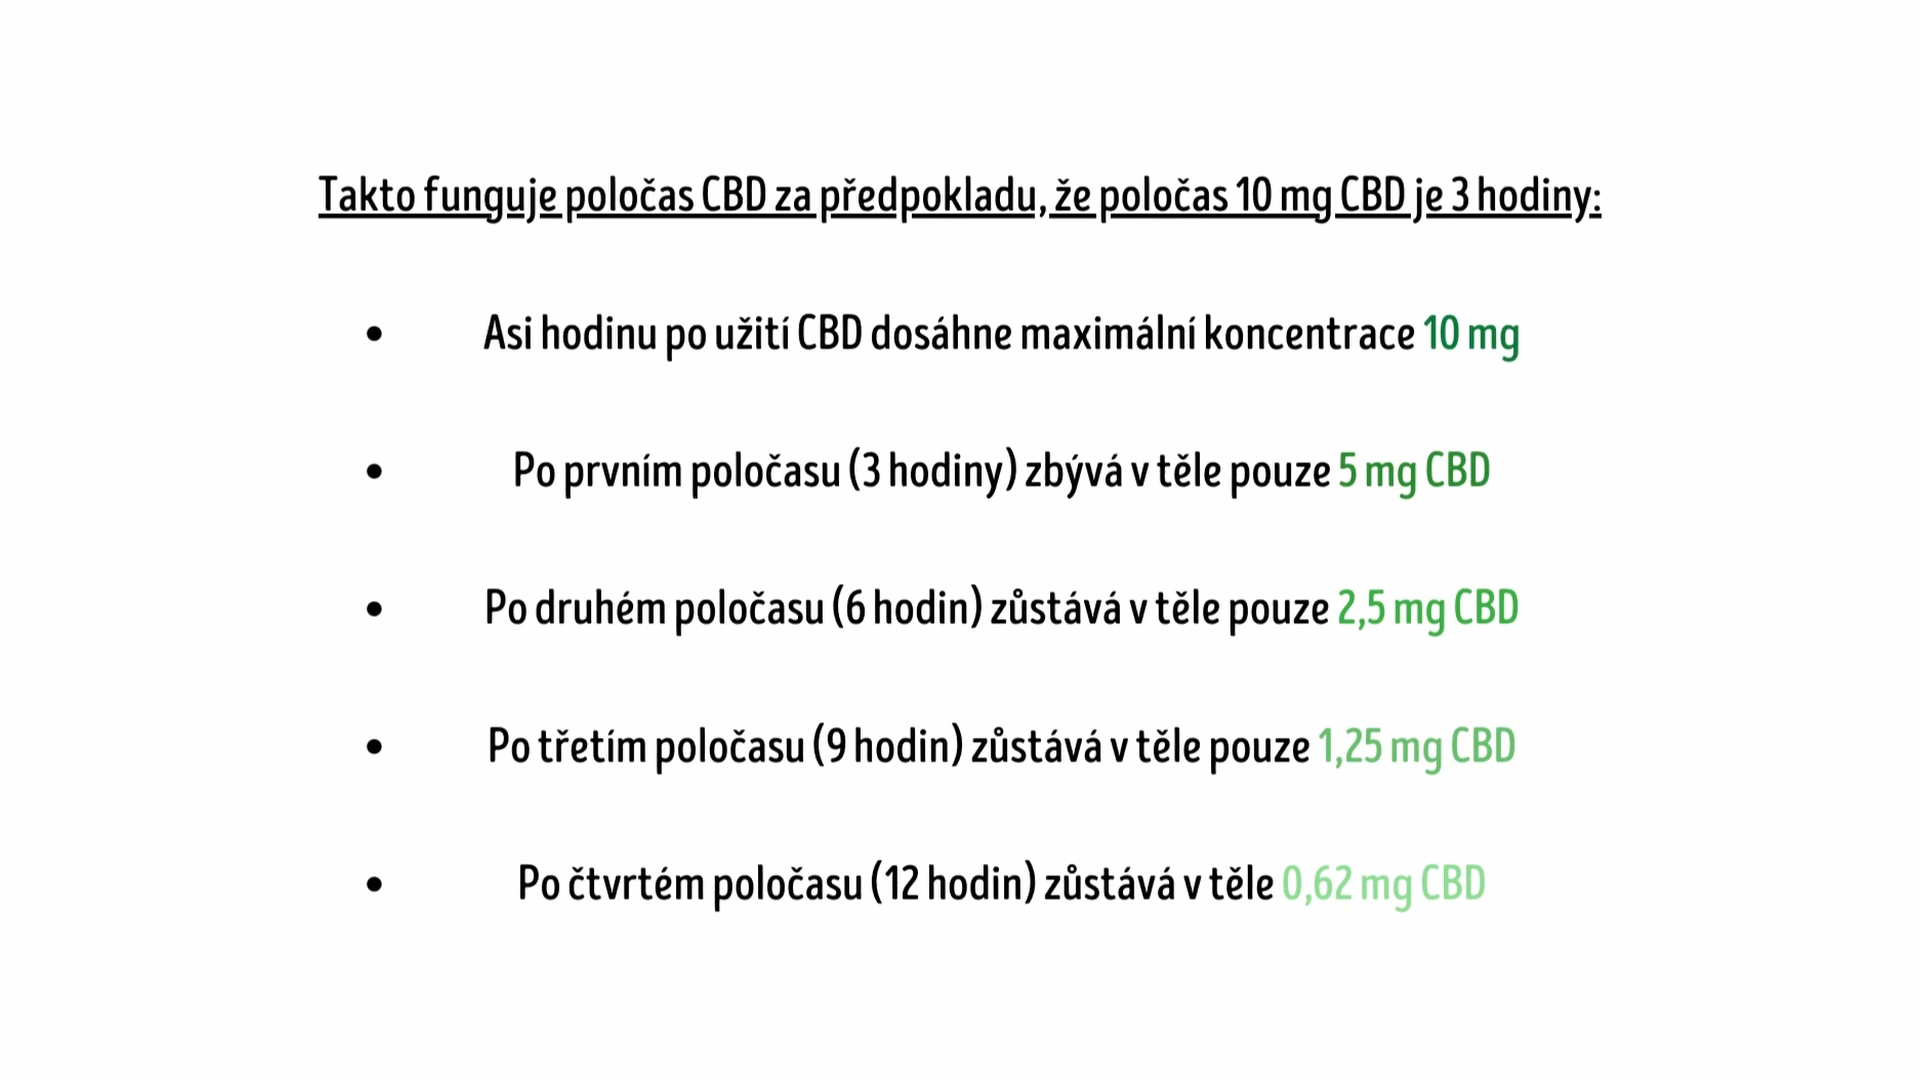 Takto funguje poločas CBD za předpokladu, že poločas 10 mg CBD je 3 hodiny:
• Asi hodinu po užití CBD dosáhne maximální koncentrace 10 mg
• Po prvním poločasu (3 hodiny) zbývá v těle pouze 5 mg CBD
• Po druhém poločasu (6 hodin) zůstává v těle pouze 2,5 mg CBD
• Po třetím poločasu (9 hodin) zůstává v těle pouze 1,25 mg CBD
• Po čtvrtém poločasu (12 hodin) zůstává v těle 0,62 mg CBD